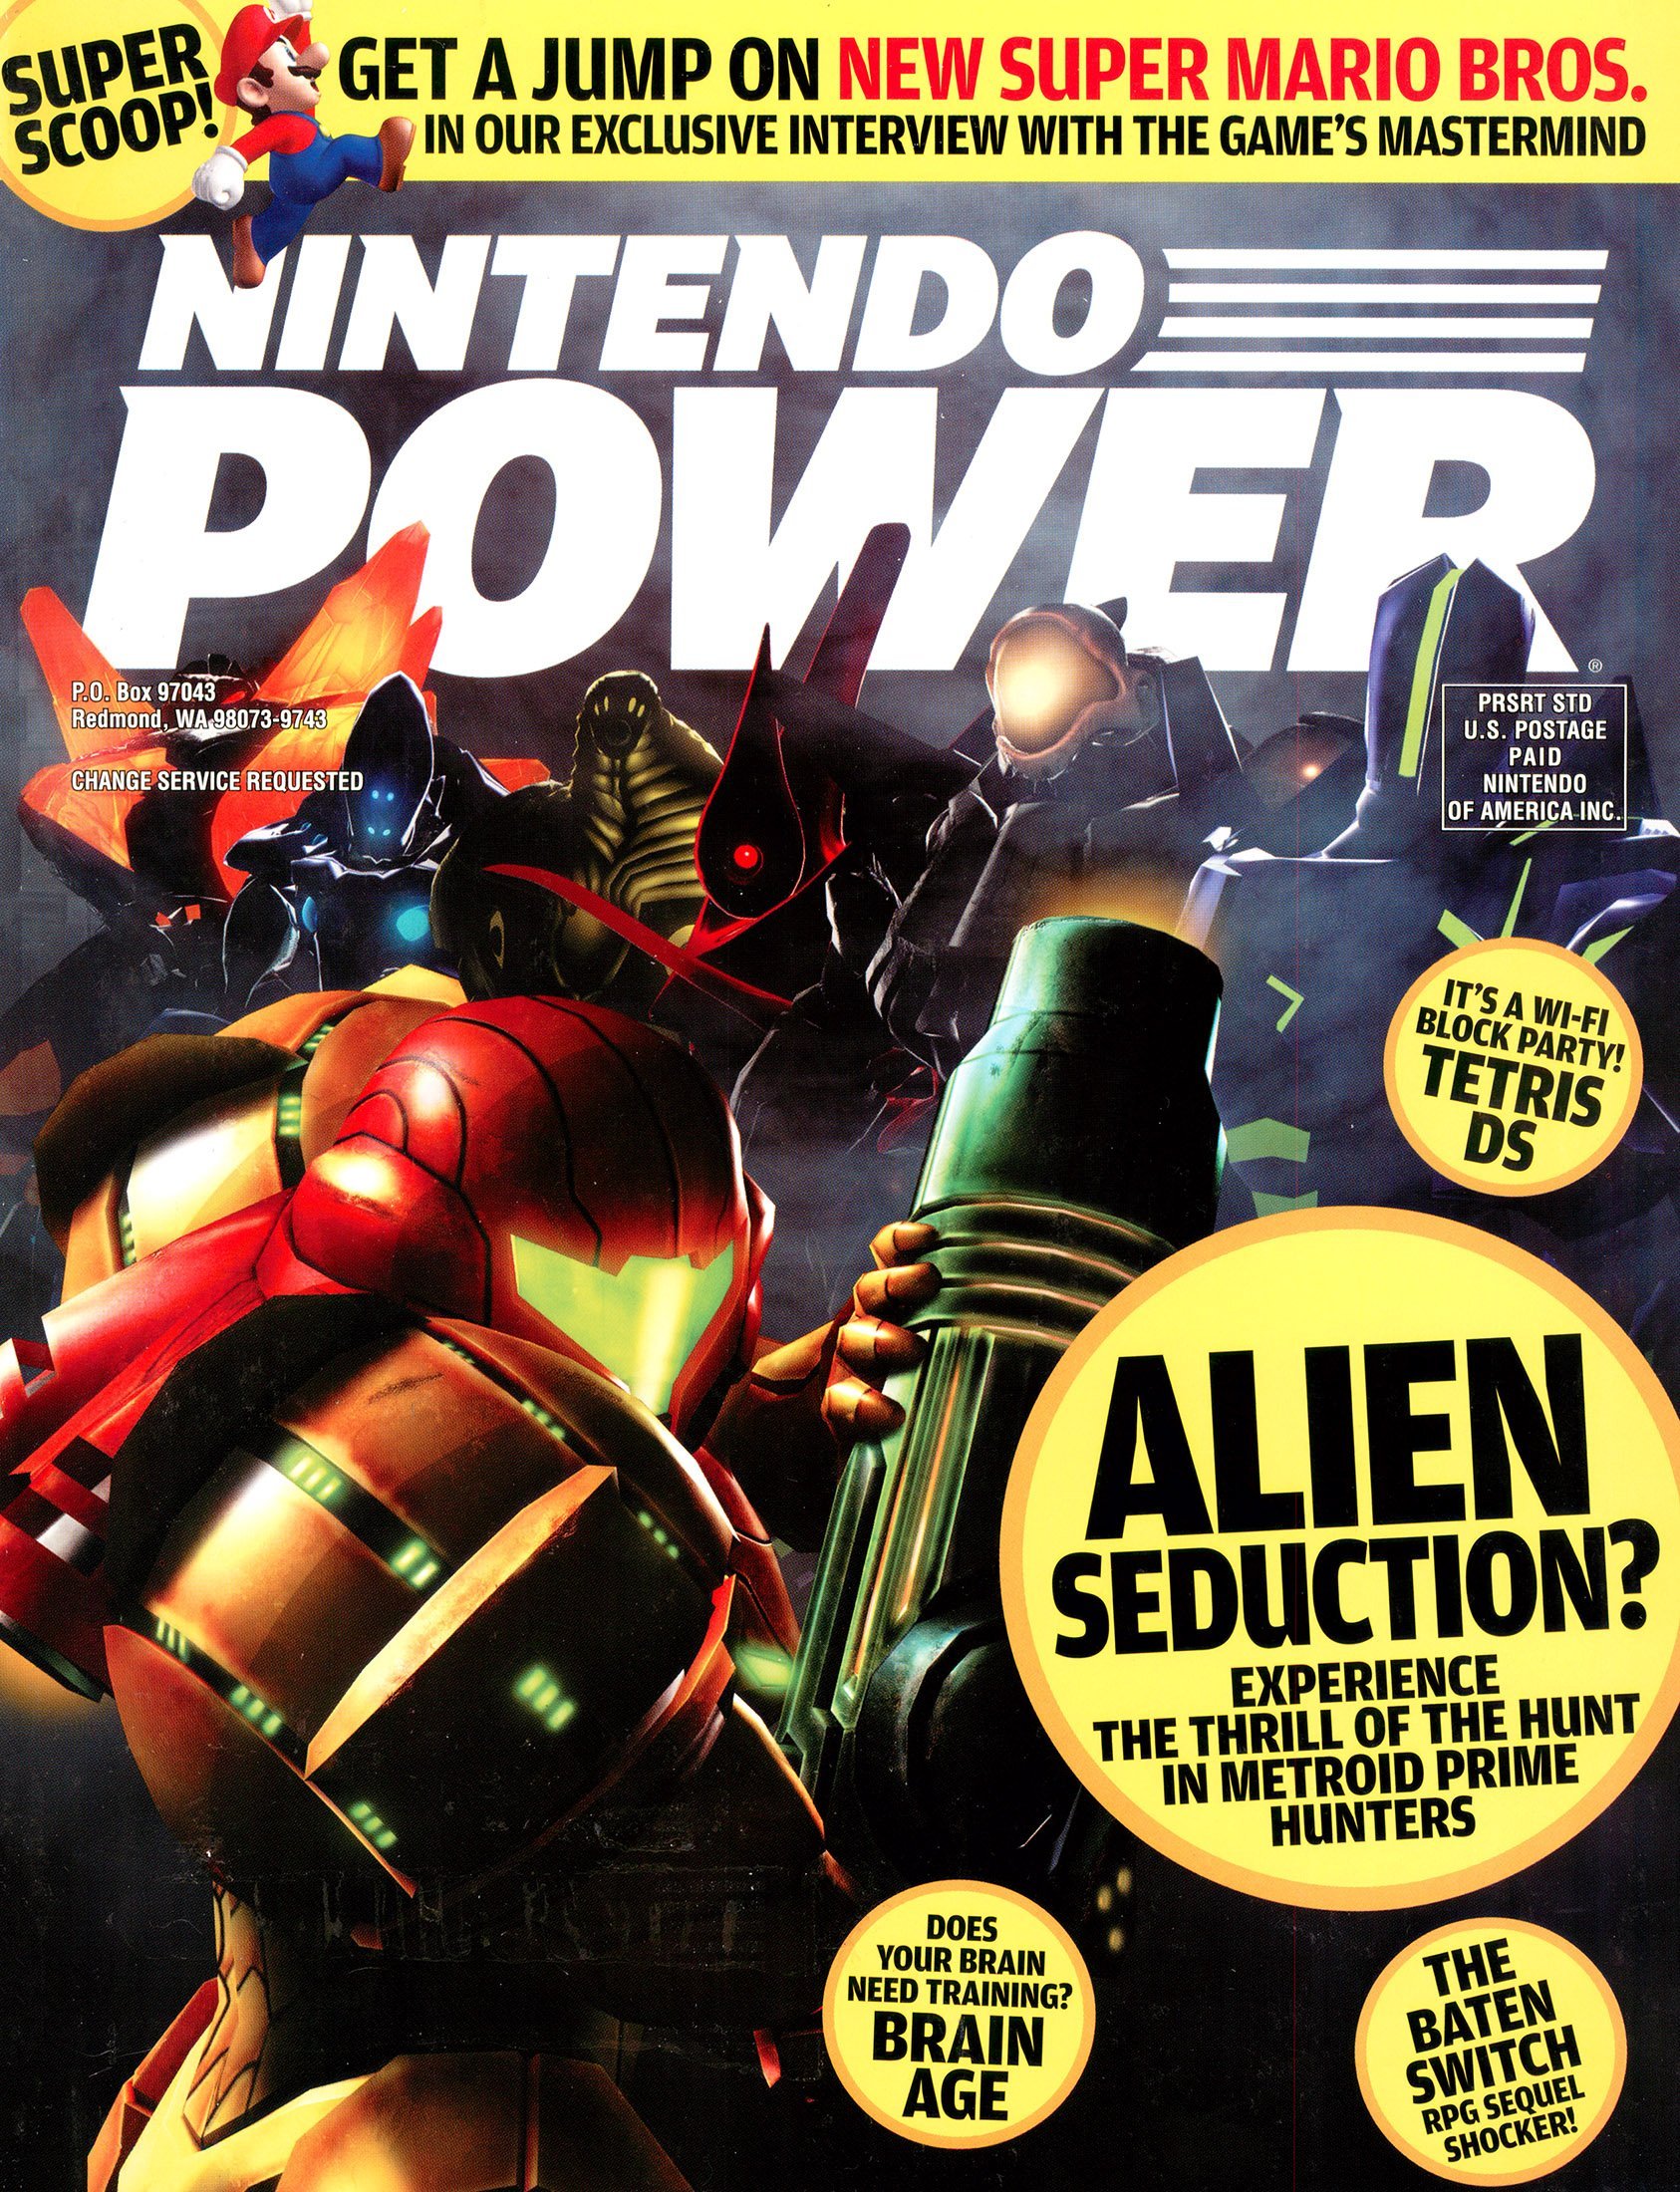 SUPER
SCOOP!
GET A JUMP ON NEW SUPER MARIO BROS.
IN OUR EXCLUSIVE INTERVIEW WITH THE GAME'S MASTERMIND
NINTENDO
POWER
®
P.O. Box 97043
Redmond, WA 98073-9743
CHANGE SERVICE REQUESTED
PRSRT STD
U.S. POSTAGE
PAID
NINTENDO
OF AMERICA INC.
IT'S A WI-FI
BLOCK PARTY!
TETRIS
DS
ALIEN
SEDUCTION?
EXPERIENCE
THE THRILL OF THE HUNT
IN METROID PRIME
HUNTERS
DOES
YOUR BRAIN
NEED TRAINING?
BRAIN
AGE
THE
BATEN
SWITCH
RPG SEQUEL
SHOCKER!